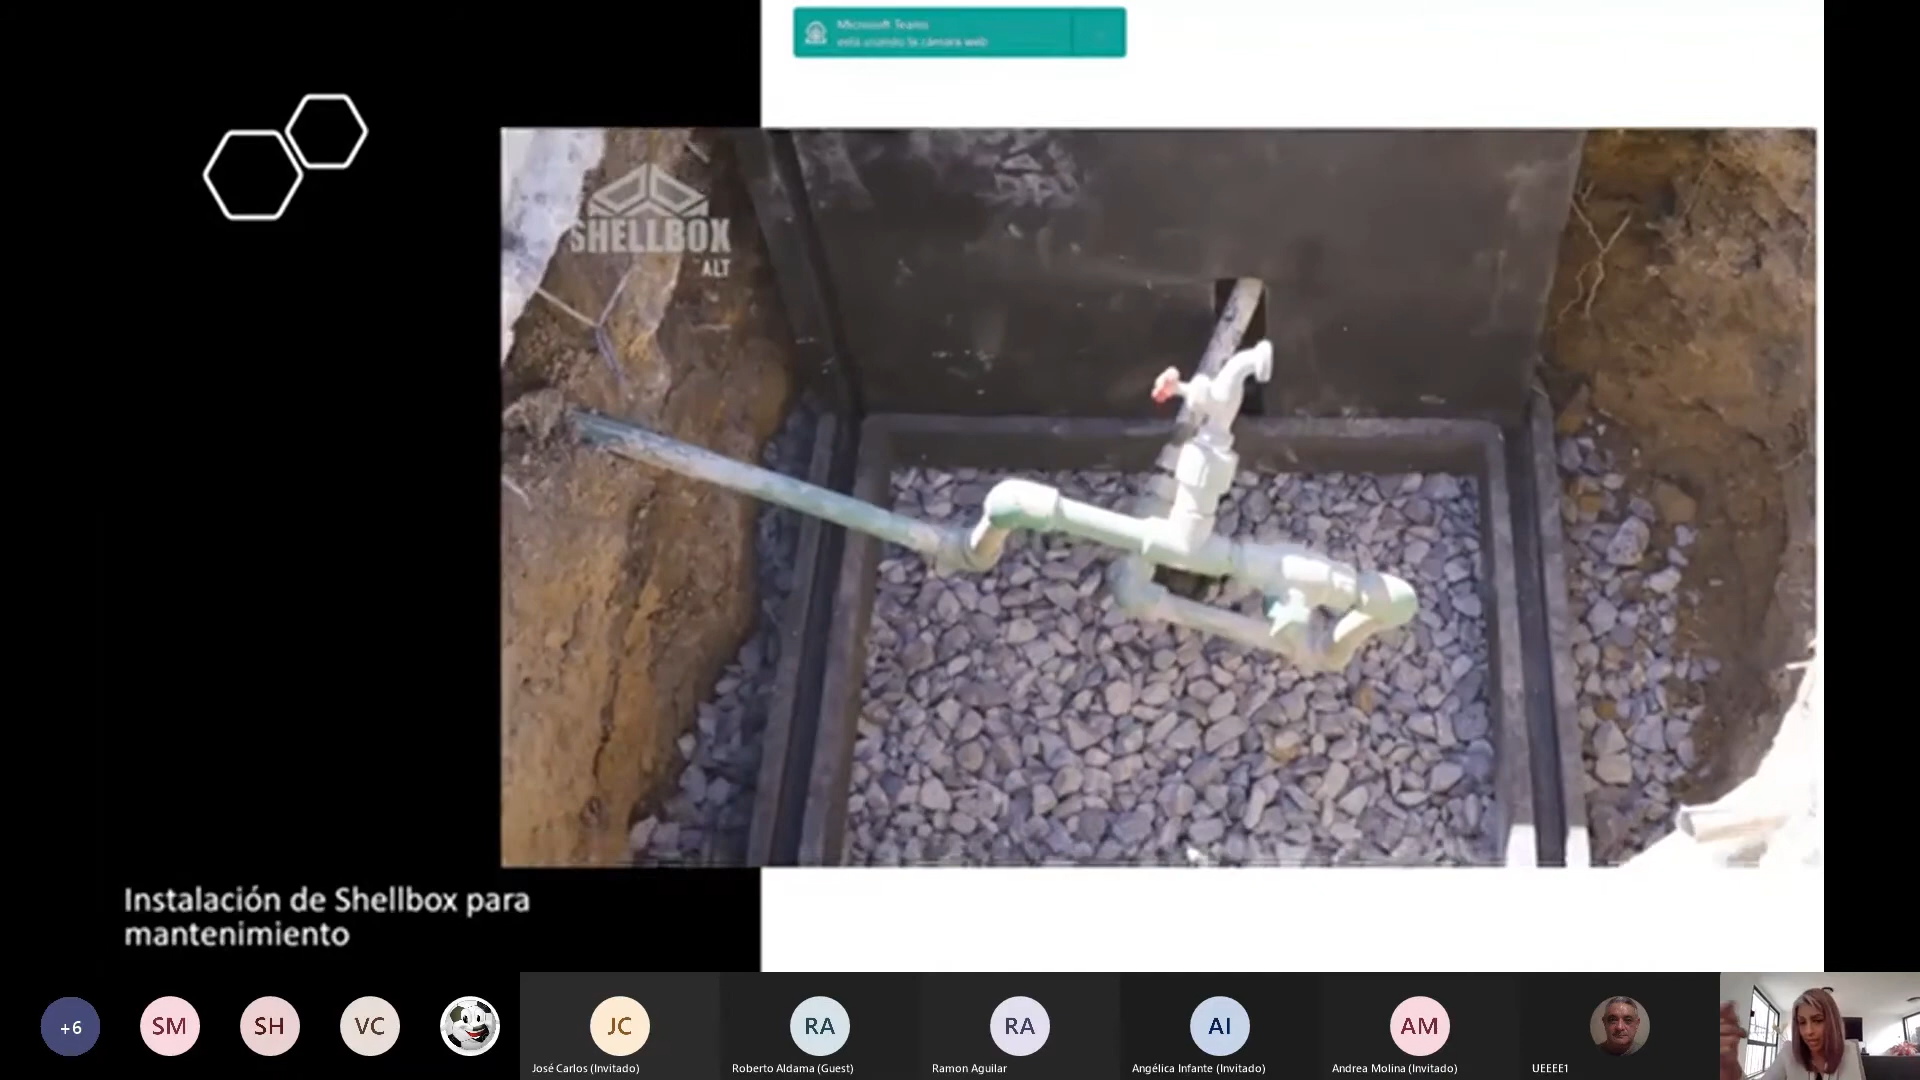 Microsoft Teams
está usando la cámara web
SHELLBOX
ALT
Instalación de Shellbox para
mantenimiento
+6
SM
SH
VC
JC
RA
RA
AI
AM
José Carlos (Invitado)
Roberto Aldama (Guest)
Ramon Aguilar
Angélica Infante (Invitado)
Andrea Molina (Invitado)
UEEEE1